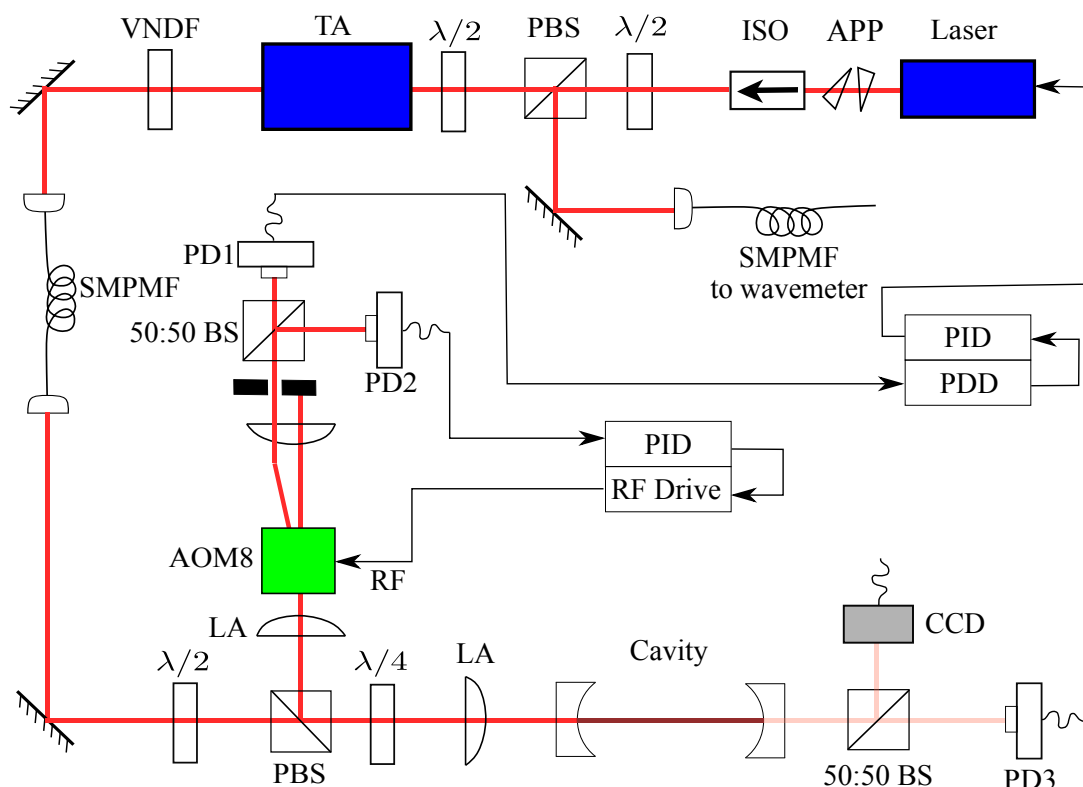 VNDF
TA
λ/2
PBS
λ/2
ISO
APP
Laser
SMPMF
PD1
50:50 BS
PD2
SMPMF
to wavemeter
PID
PDD
PID
RF Drive
AOM8
RF
LA
CCD
λ/2
λ/4
LA
Cavity
PBS
50:50 BS
PD3